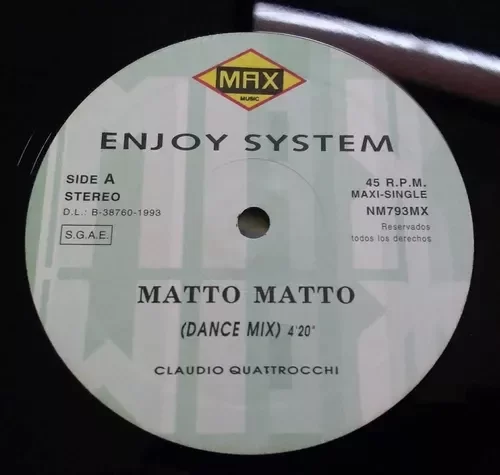 MAX
MUSIC
ENJOY SYSTEM
SIDE A
STEREO
D.L.: B-38760-1993
S.G.A.E.
45 R.P.M.
MAXI-SINGLE
NM793MX
Reservados
todos los derechos
MATTO MATTO
(DANCE MIX) 4'20"
CLAUDIO QUATTROCCHI